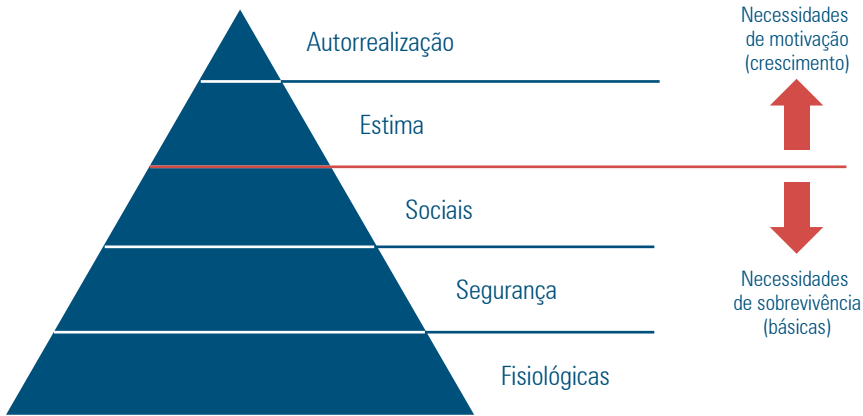 Necessidades
de motivação
(crescimento)
Autorrealização
Estima
Sociais
Segurança
Necessidades
de sobrevivência
(básicas)
Fisiológicas